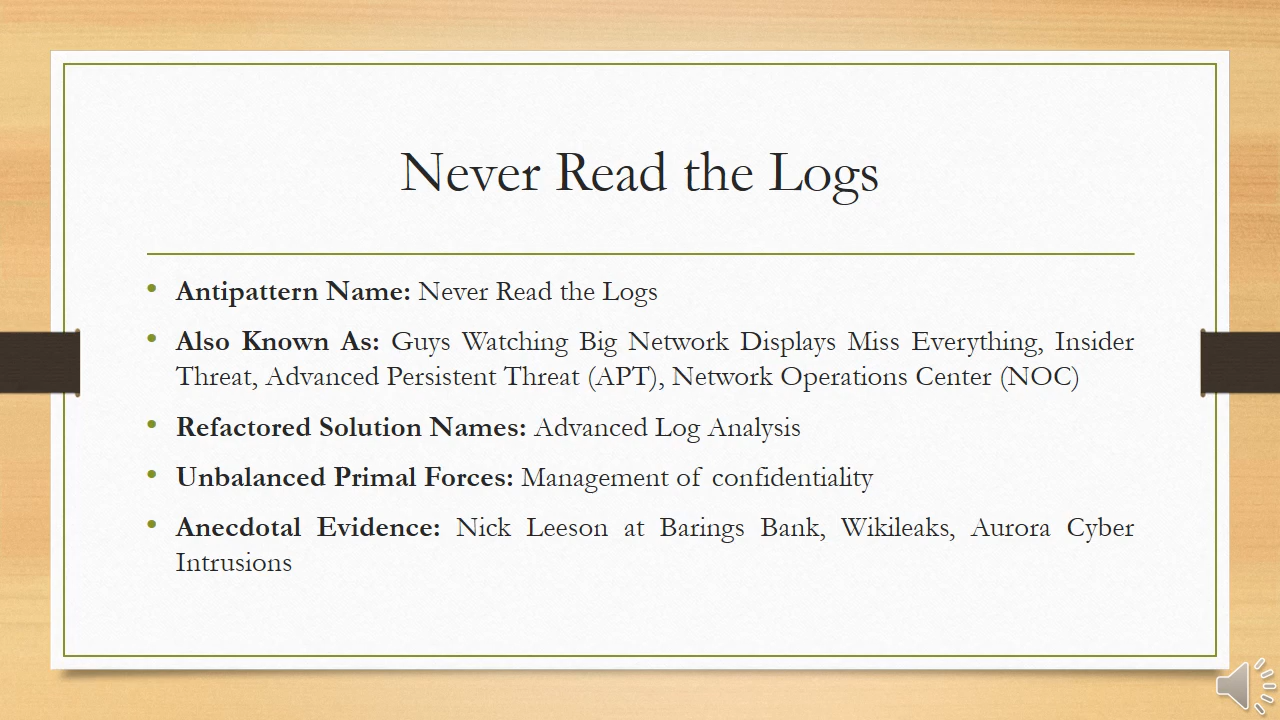 Never Read the Logs
• Antipattern Name: Never Read the Logs
• Also Known As: Guys Watching Big Network Displays Miss Everything, Insider
Threat, Advanced Persistent Threat (APT), Network Operations Center (NOC)
• Refactored Solution Names: Advanced Log Analysis
• Unbalanced Primal Forces: Management of confidentiality
• Anecdotal Evidence: Nick Leeson at Barings Bank, Wikileaks, Aurora Cyber
Intrusions